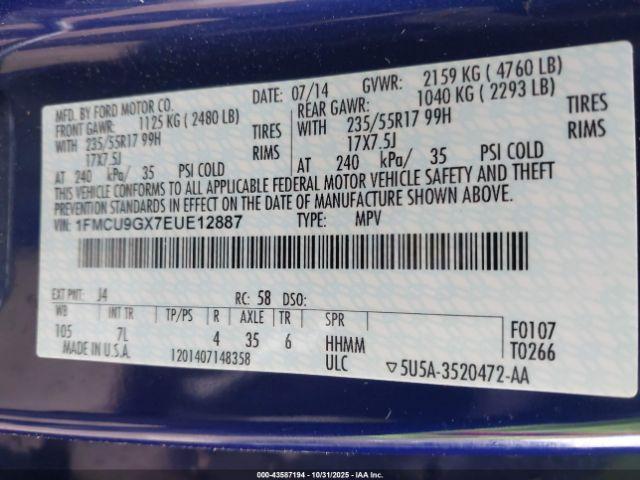 MFD. BY FORD MOTOR CO.
DATE: 07/14
GVWR: 2159 KG ( 4760 LB)
FRONT GAWR: 1125 KG ( 2480 LB)
REAR GAWR: 1040 KG ( 2293 LB)
WITH 235/55R17 99H TIRES
WITH 235/55R17 99H TIRES
17X7.5J RIMS
17X7.5J RIMS
AT 240 kPa/ 35 PSI COLD
AT 240 kPa/ 35 PSI COLD
THIS VEHICLE CONFORMS TO ALL APPLICABLE FEDERAL MOTOR VEHICLE SAFETY AND THEFT
PREVENTION STANDARDS IN EFFECT ON THE DATE OF MANUFACTURE SHOWN ABOVE.
VIN: 1FMCU9GX7EUE12887
TYPE: MPV
EXT PNT: J4 RC: 58 DSO:
WB INT TR TP/PS R AXLE TR SPR
105 7L 4 35 6 HHMM
F0107
T0266
MADE IN U.S.A. 1201407148358 ULC ▽5U5A-3520472-AA
000-43587194 - 10/31/2025 - IAAI Inc.